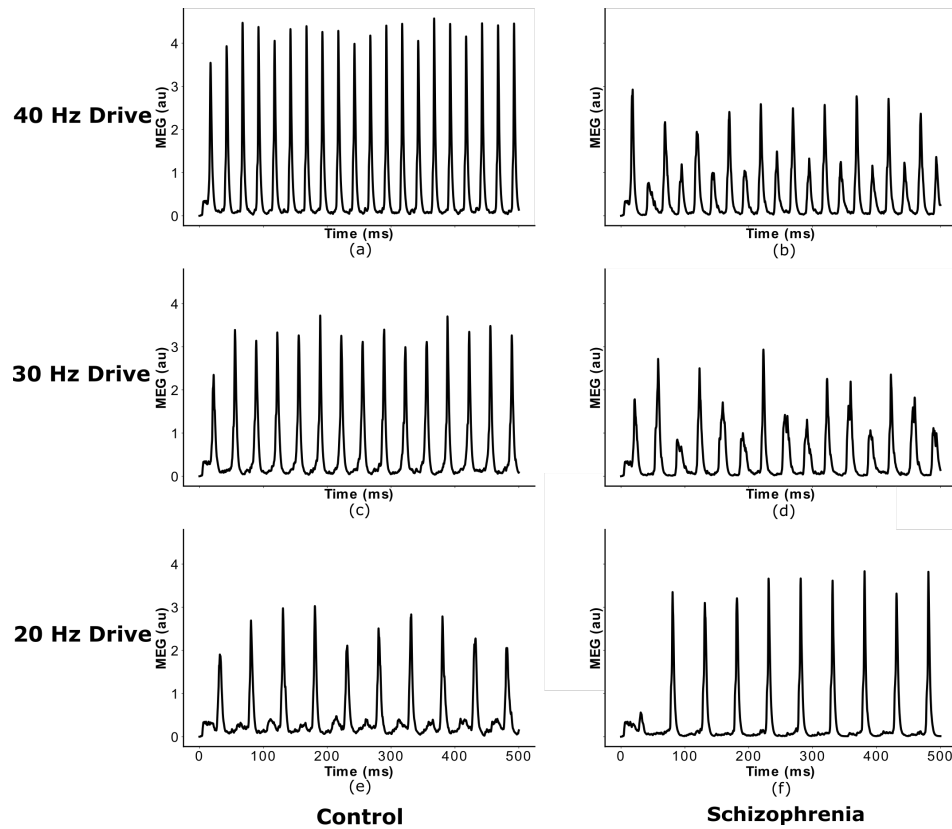 40 Hz Drive
MEG (au)
4
3
2
1
0
Time (ms)
(a)
MEG (au)
Time (ms)
(b)
30 Hz Drive
MEG (au)
4
3
2
1
0
Time (ms)
(c)
MEG (au)
Time (ms)
(d)
20 Hz Drive
MEG (au)
4
3
2
1
0
0 100 200 300 400 500
Time (ms)
(e)
Control
MEG (au)
0 100 200 300 400 500
Time (ms)
(f)
Schizophrenia